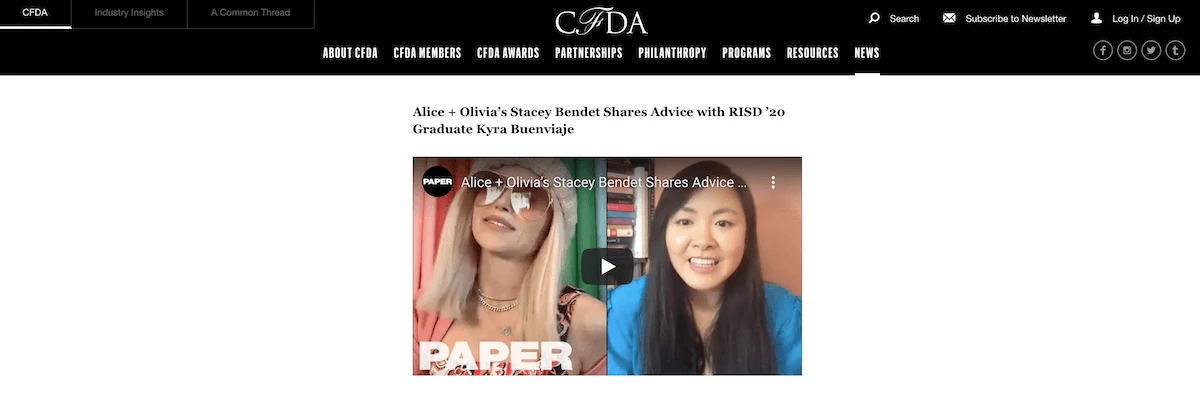 CFDA
Industry Insights
A Common Thread
CFDA
Search
Subscribe to Newsletter
Log In / Sign Up
ABOUT CFDA
CFDA MEMBERS
CFDA AWARDS
PARTNERSHIPS
PHILANTHROPY
PROGRAMS
RESOURCES
NEWS
Alice + Olivia’s Stacey Bendet Shares Advice with RISD ’20
Graduate Kyra Buenviaje
PAPER
Alice + Olivia's Stacey Bendet Shares Advice ...
PAPER